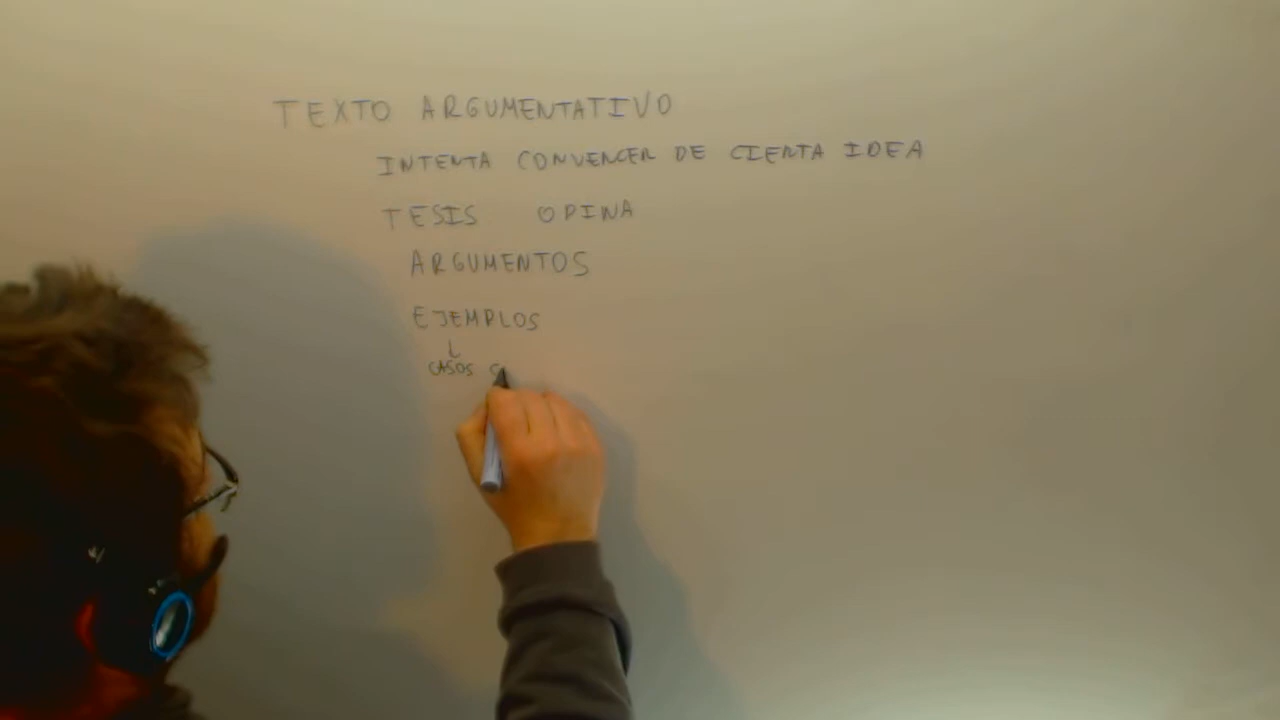 TEXTO ARGUMENTATIVO
INTENTA CONVENCER DE CIERTA IDEA
TESIS OPINA
ARGUMENTOS
EJEMPLOS
CASOS